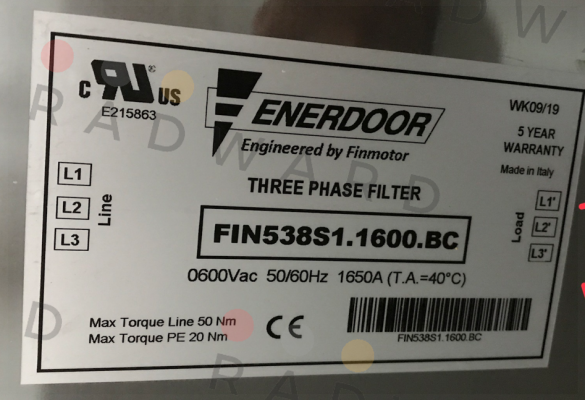 C US
E215863
ENERDOOR
Engineered by Finmotor
WK09/19
5 YEAR
WARRANTY
Made in Italy
THREE PHASE FILTER
L1
L2
L3
Line
FIN538S1.1600.BC
Load
L1'
L2'
L3'
0600Vac 50/60Hz 1650A (T.A.=40°C)
Max Torque Line 50 Nm
Max Torque PE 20 Nm
CE
FIN538S1.1600.BC
RADWARD